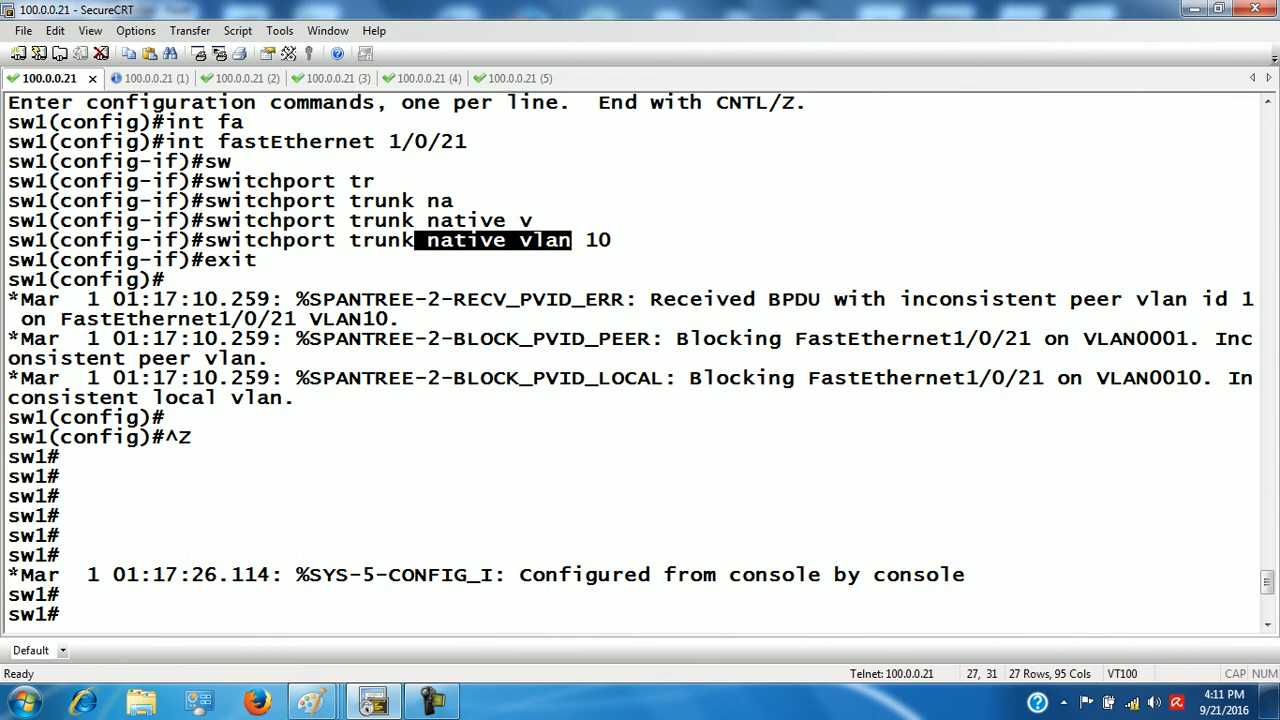 100.0.0.21 - SecureCRT
File Edit View Options Transfer Script Tools Window Help
100.0.0.21 100.0.0.21 (1) 100.0.0.21 (2) 100.0.0.21 (3) 100.0.0.21 (4) 100.0.0.21 (5)
Enter configuration commands, one per line.  End with CNTL/Z.
sw1(config)#int fa
sw1(config)#int fastEthernet 1/0/21
sw1(config-if)#sw
sw1(config-if)#switchport tr
sw1(config-if)#switchport trunk na
sw1(config-if)#switchport trunk native v
sw1(config-if)#switchport trunk native vlan 10
sw1(config-if)#exit
sw1(config)#
*Mar  1 01:17:10.259: %SPANTREE-2-RECV_PVID_ERR: Received BPDU with inconsistent peer vlan id 1
 on FastEthernet1/0/21 VLAN10.
*Mar  1 01:17:10.259: %SPANTREE-2-BLOCK_PVID_PEER: Blocking FastEthernet1/0/21 on VLAN0001. Inc
onsistent peer vlan.
*Mar  1 01:17:10.259: %SPANTREE-2-BLOCK_PVID_LOCAL: Blocking FastEthernet1/0/21 on VLAN0010. In
consistent local vlan.
sw1(config)#
sw1(config)#^Z
sw1#
sw1#
sw1#
sw1#
sw1#
sw1#
*Mar  1 01:17:26.114: %SYS-5-CONFIG_I: Configured from console by console
sw1#
sw1#
Default
Ready Telnet: 100.0.0.21 27, 31 27 Rows, 95 Cols VT100 CAP NUM
4:11 PM
9/21/2016